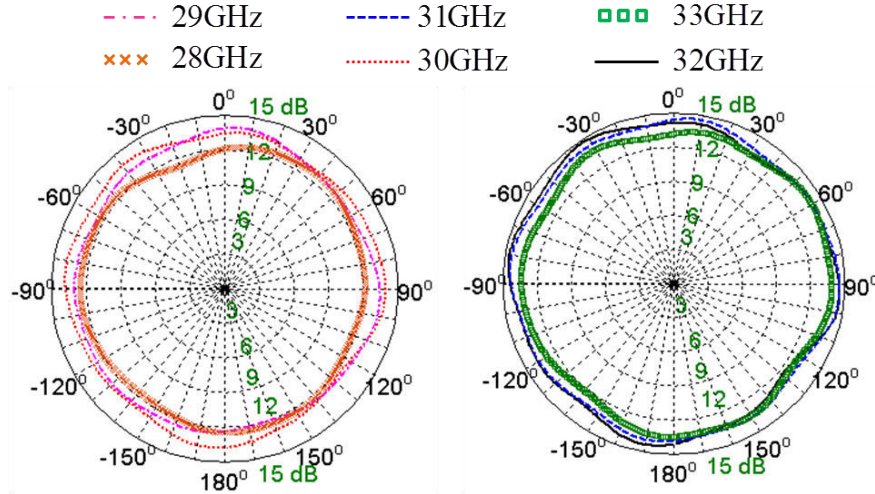 29GHz 31GHz 33GHz
28GHz 30GHz 32GHz
0⁰ 15 dB 0⁰ 15 dB
-30⁰ 30⁰ -30⁰ 30⁰
12 12
-60⁰ 9 60⁰ -60⁰ 9 60⁰
6 6
3 3
-90⁰ 90⁰ -90⁰ 90⁰
3 3
6 6
-120⁰ 9 120⁰ -120⁰ 9 120⁰
12 12
-150⁰ 150⁰ -150⁰ 150⁰
180⁰ 15 dB 180⁰ 15 dB